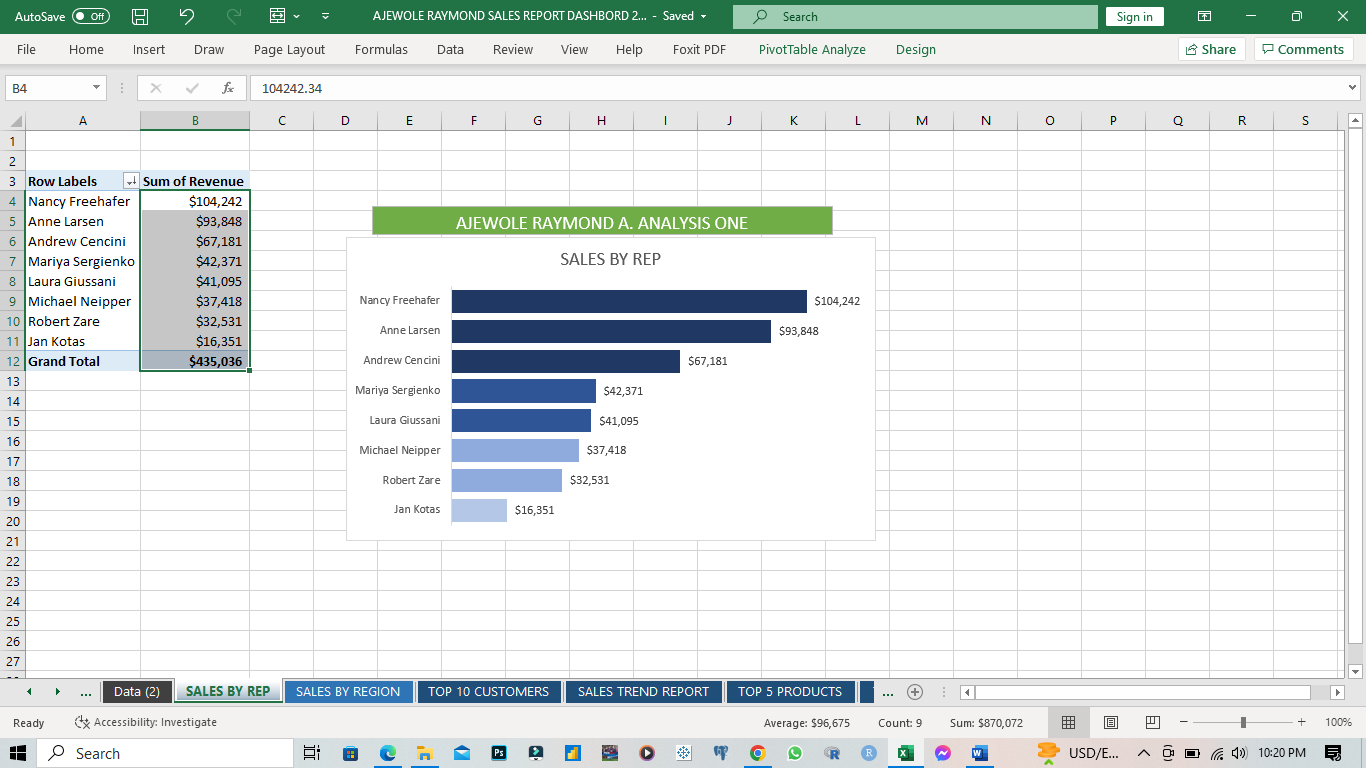 AutoSave Off AJEWOLE RAYMOND SALES REPORT DASHBORD 2... - Saved Search Sign in
File Home Insert Draw Page Layout Formulas Data Review View Help Foxit PDF PivotTable Analyze Design Share Comments
B4 fx 104242.34
A B C D E F G H I J K L M N O P Q R S
1
2
3 Row Labels Sum of Revenue
4 Nancy Freehafer $104,242
5 Anne Larsen $93,848
6 Andrew Cencini $67,181
7 Mariya Sergienko $42,371
8 Laura Giussani $41,095
9 Michael Neipper $37,418
10 Robert Zare $32,531
11 Jan Kotas $16,351
12 Grand Total $435,036
13
14
15
16
17
18
19
20
21
22
23
24
25
26
27
AJEWOLE RAYMOND A. ANALYSIS ONE
SALES BY REP
Nancy Freehafer $104,242
Anne Larsen $93,848
Andrew Cencini $67,181
Mariya Sergienko $42,371
Laura Giussani $41,095
Michael Neipper $37,418
Robert Zare $32,531
Jan Kotas $16,351
... Data (2) SALES BY REP SALES BY REGION TOP 10 CUSTOMERS SALES TREND REPORT TOP 5 PRODUCTS ...
Ready Accessibility: Investigate Average: $96,675 Count: 9 Sum: $870,072 100%
Search Ps R R X W USD/E... 10:20 PM